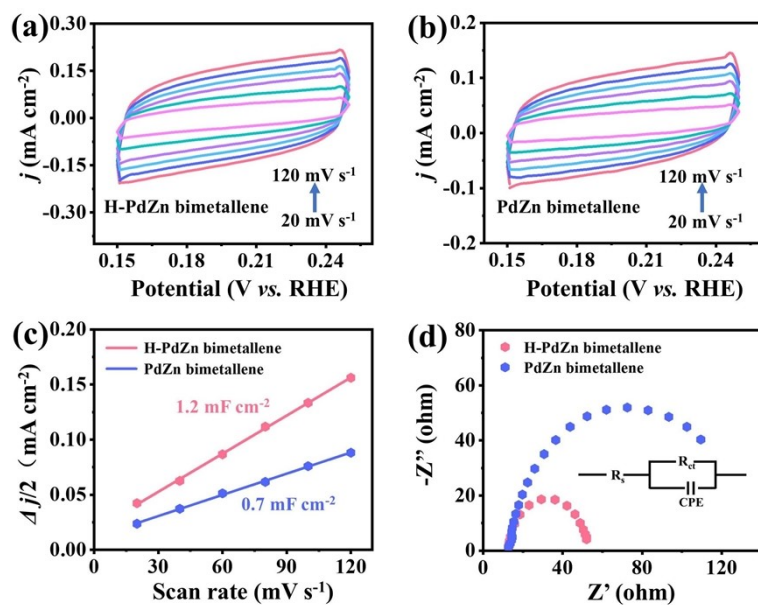 (a)
0.30
0.15
0.00
-0.15
-0.30
j (mA cm⁻²)
120 mV s⁻¹
H-PdZn bimetallene
20 mV s⁻¹
0.15 0.18 0.21 0.24
Potential (V vs. RHE)
(b)
0.2
0.1
0.0
-0.1
-0.2
j (mA cm⁻²)
120 mV s⁻¹
PdZn bimetallene
20 mV s⁻¹
0.15 0.18 0.21 0.24
Potential (V vs. RHE)
(c)
0.20
0.15
0.10
0.05
0.00
Δ j/2 (mA cm⁻²)
H-PdZn bimetallene
PdZn bimetallene
1.2 mF cm⁻²
0.7 mF cm⁻²
0 30 60 90 120
Scan rate (mV s⁻¹)
(d)
80
60
40
20
0
-Z'' (ohm)
H-PdZn bimetallene
PdZn bimetallene
Rs
Rct
CPE
0 40 80 120
Z' (ohm)